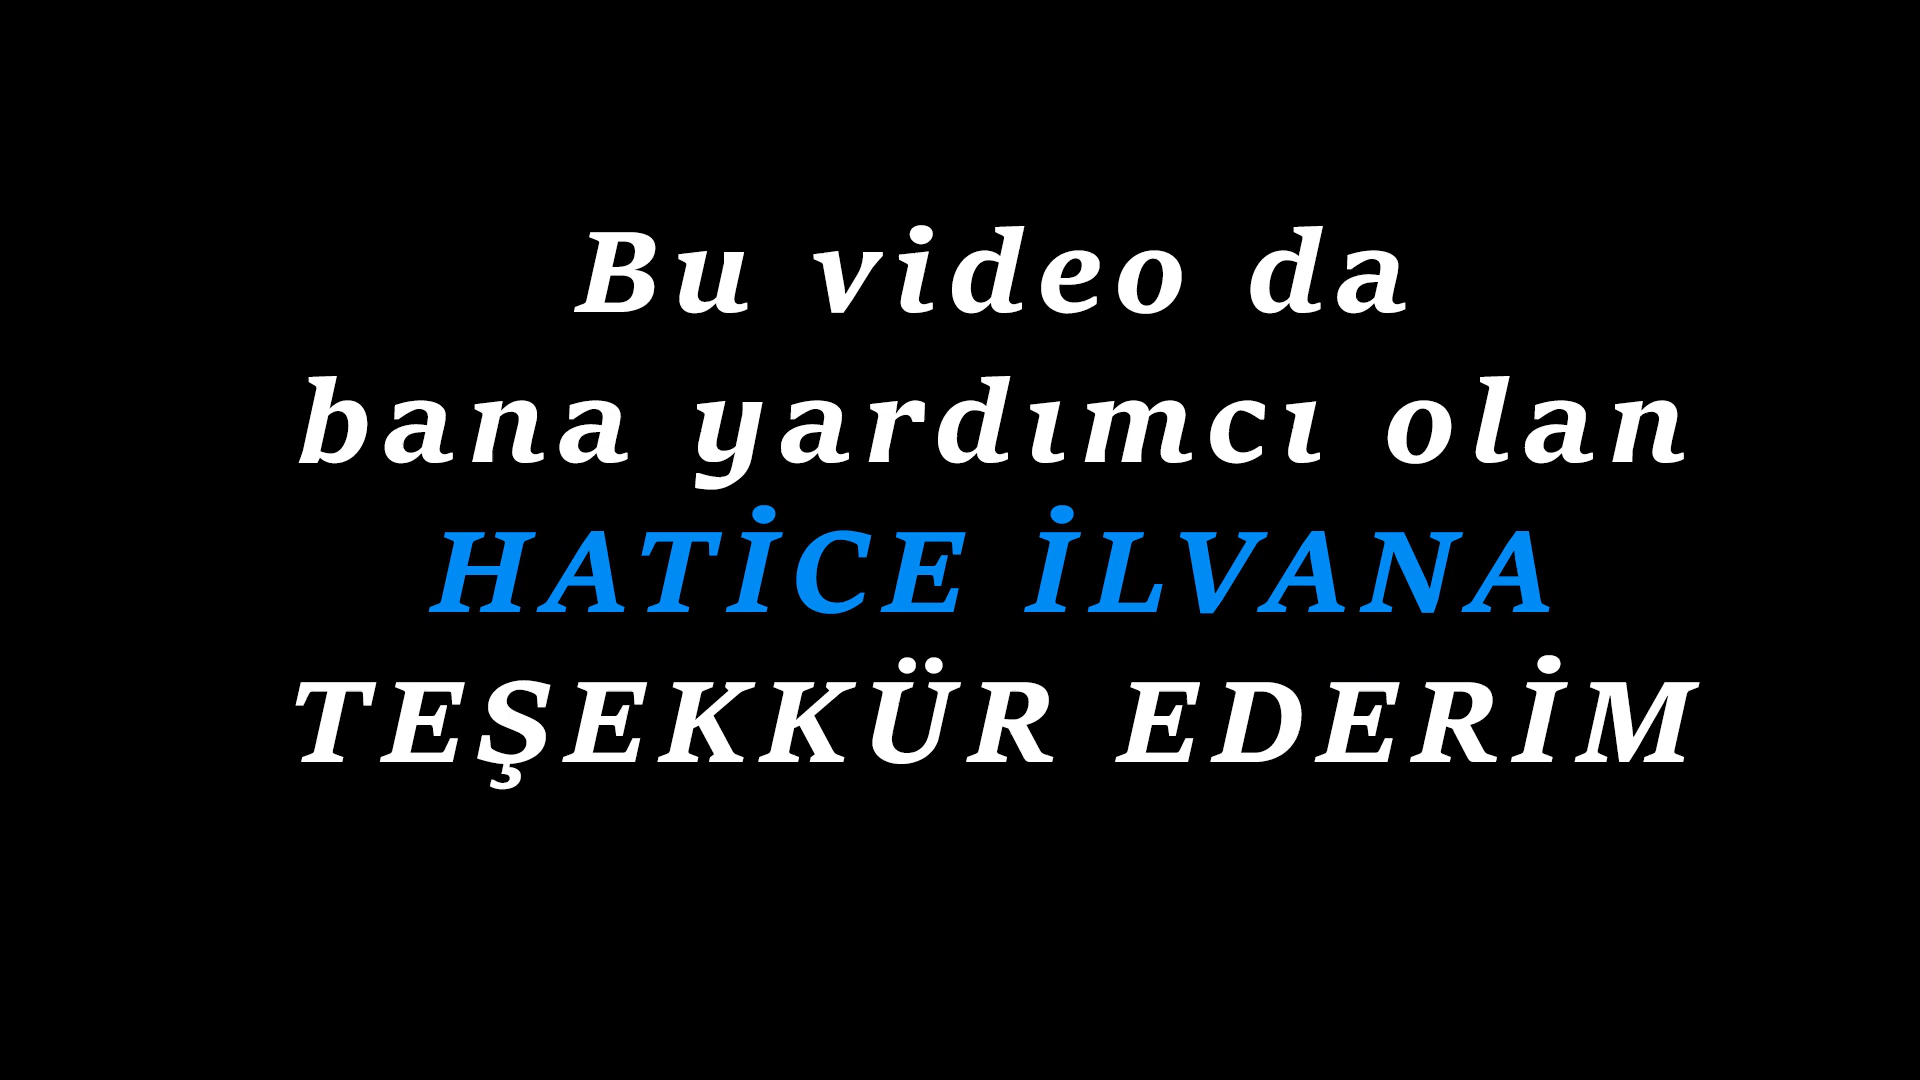 Bu video da
bana yardımcı olan
HATİCE İLVANA
TEŞEKKÜR EDERİM